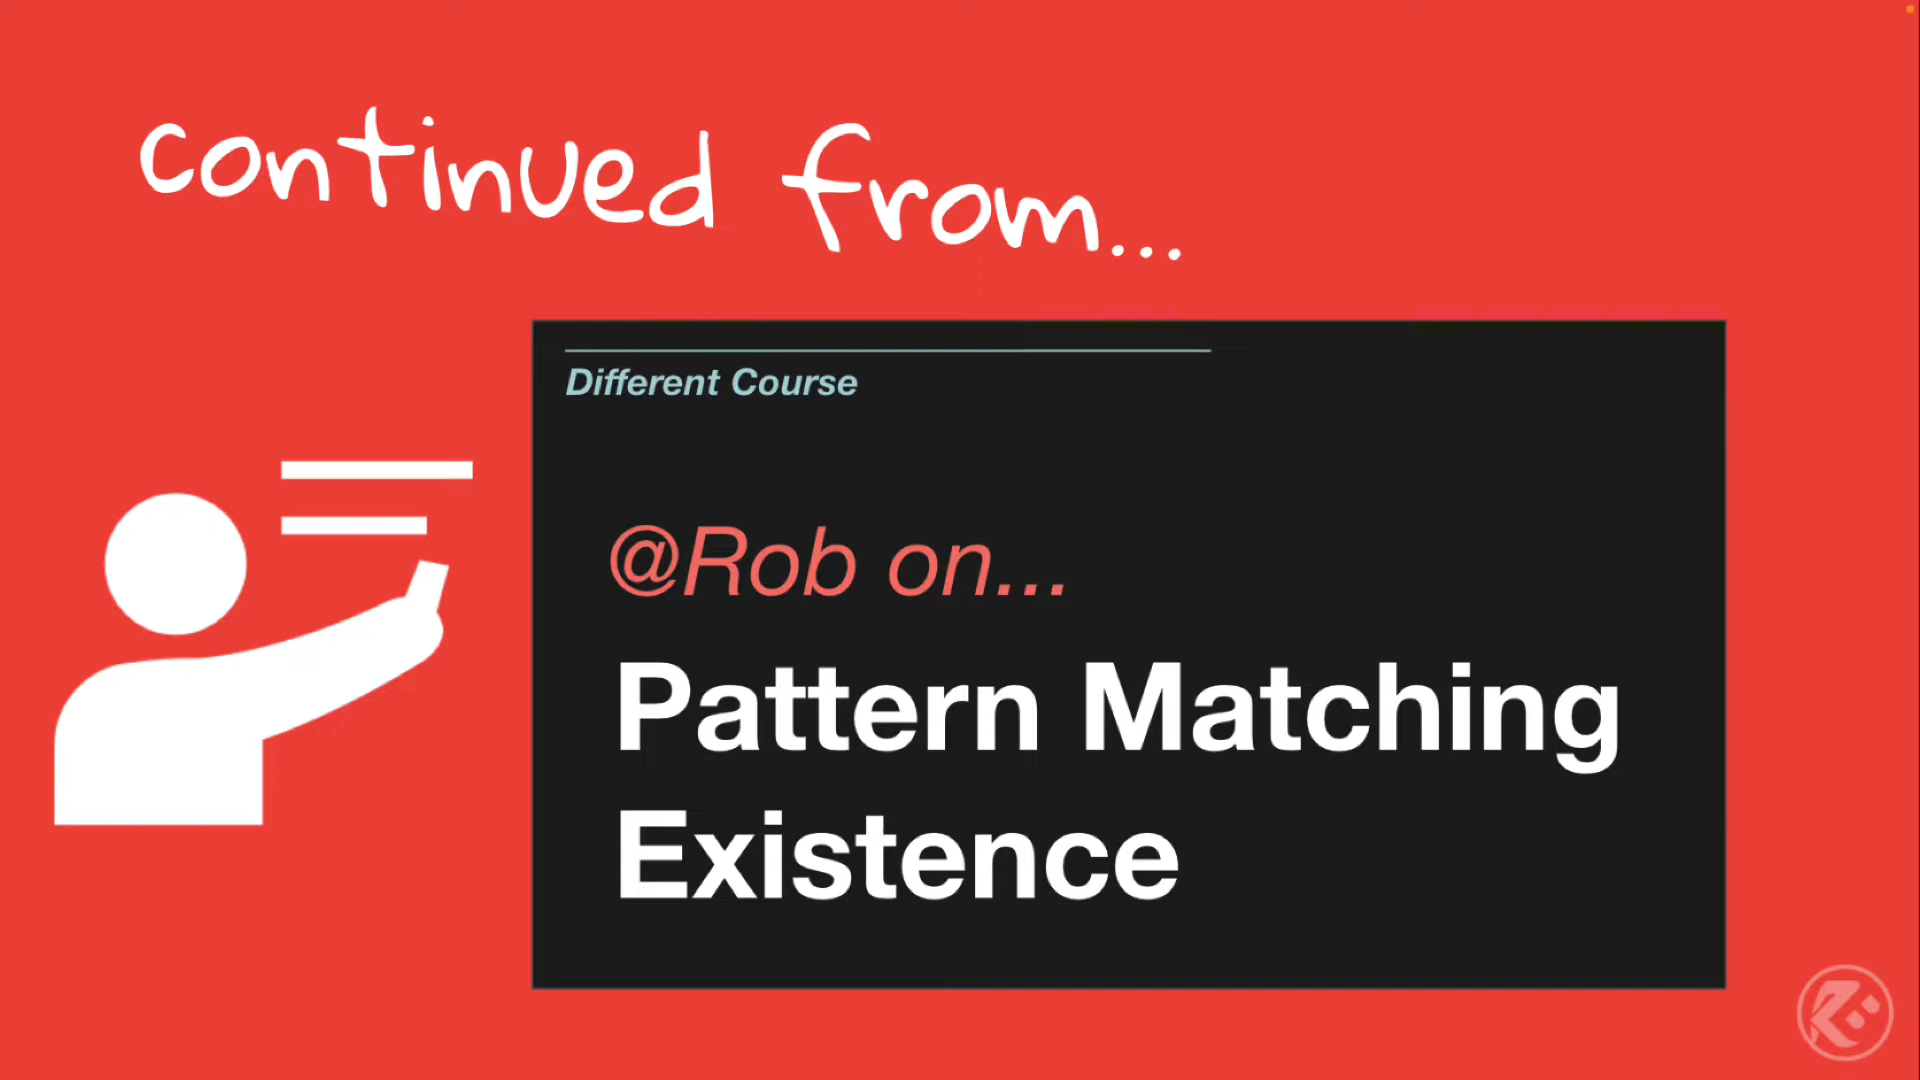 continued from...
Different Course
@Rob on...
Pattern Matching
Existence